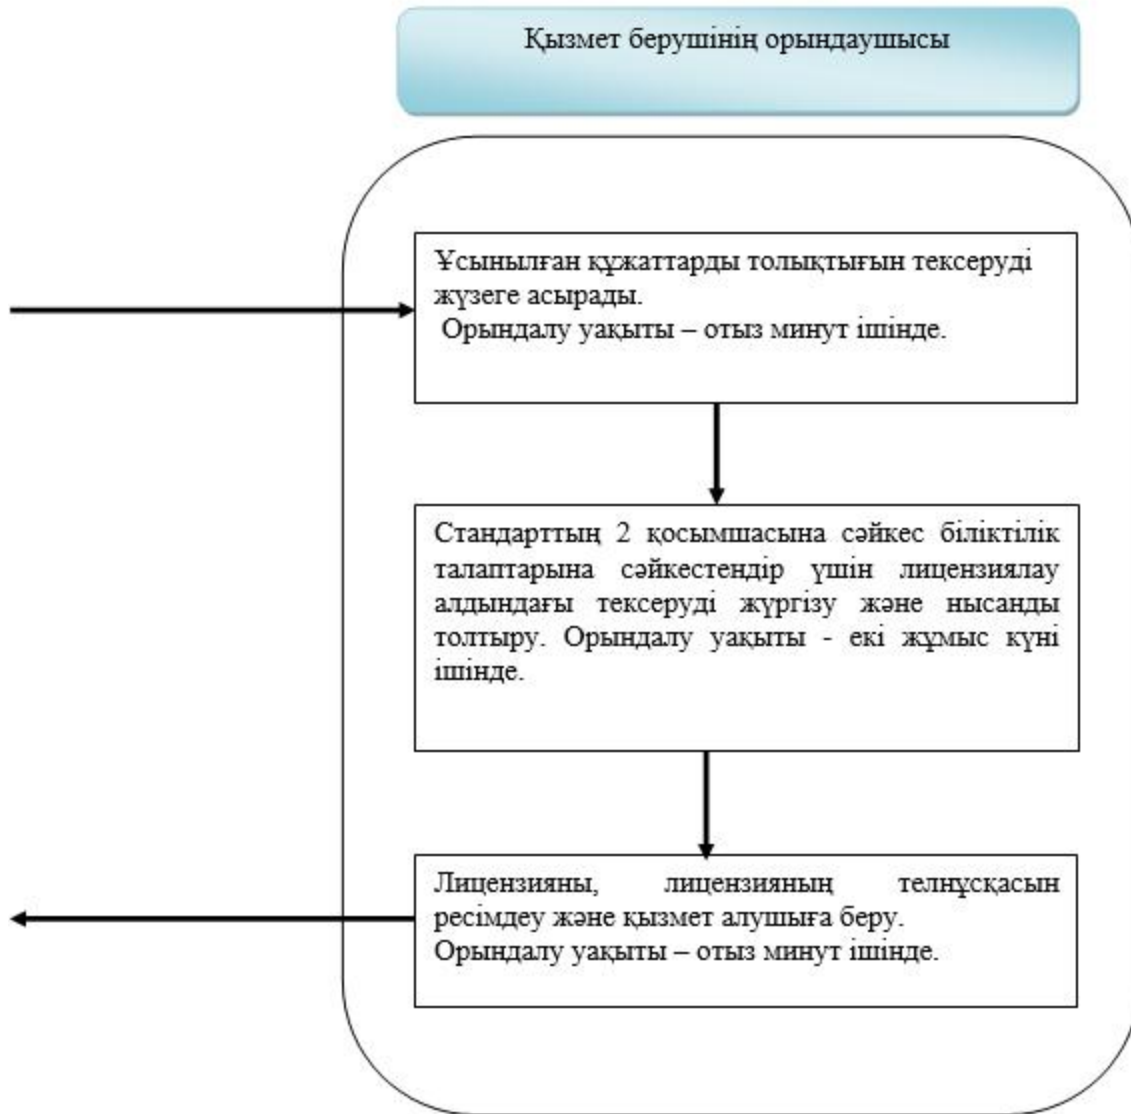 Қызмет берушінің орындаушысы
Ұсынылған құжаттарды толықтығын тексеруді
жүзеге асырады.
Орындалу уақыты – отыз минут ішінде.
Стандарттың 2 қосымшасына сәйкес біліктілік
талаптарына сәйкестендір үшін лицензиялау
алдындағы тексеруді жүргізу және нысанды
толтыру. Орындалу уақыты - екі жұмыс күні
ішінде.
Лицензияны, лицензияның телнұсқасын
ресімдеу және қызмет алушыға беру.
Орындалу уақыты – отыз минут ішінде.